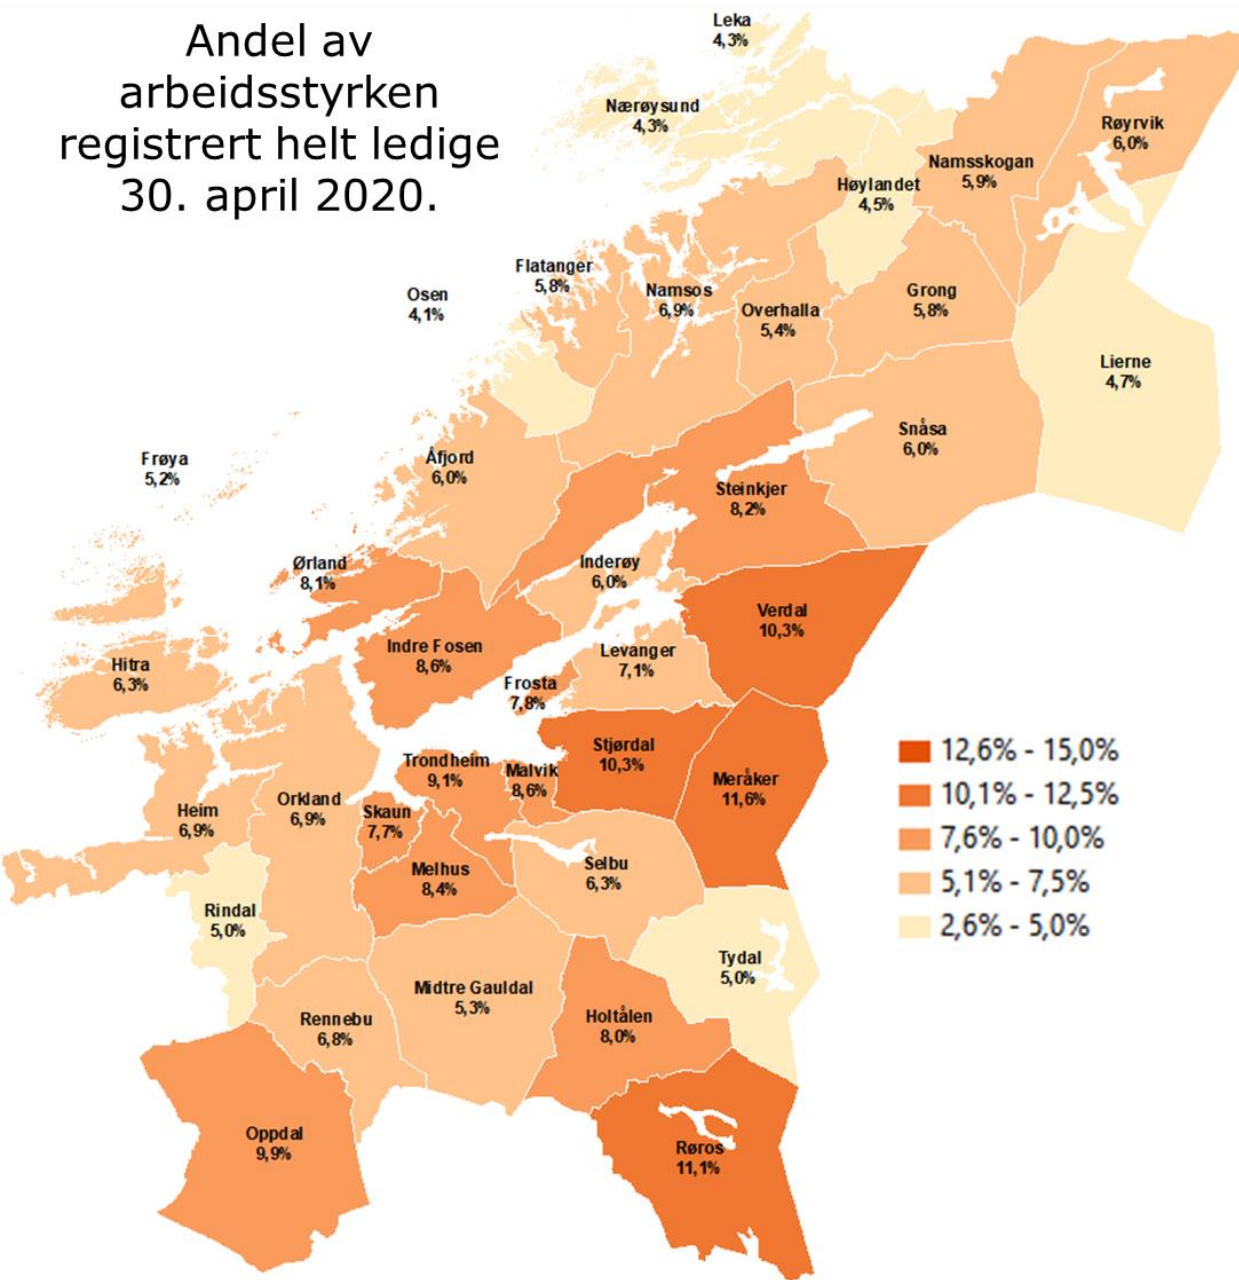 Andel av
arbeidsstyrken
registrert helt ledige
30. april 2020.
Leka
4,3%
Nærøysund
4,3%
Røyrvik
6,0%
Namsskogan
5,9%
Høylandet
4,5%
Flatanger
5,8%
Osen
4,1%
Namsos
6,9%
Overhalla
5,4%
Grong
5,8%
Lierne
4,7%
Snåsa
6,0%
Frøya
5,2%
Åfjord
6,0%
Steinkjer
8,2%
Ørland
8,1%
Inderøy
6,0%
Verdal
10,3%
Indre Fosen
8,6%
Levanger
7,1%
Hitra
6,3%
Frosta
7,8%
Stjørdal
10,3%
Trondheim
9,1%
Malvik
8,6%
Meråker
11,6%
Heim
6,9%
Orkland
6,9%
Skaun
7,7%
Melhus
8,4%
Selbu
6,3%
Rindal
5,0%
Tydal
5,0%
Midtre Gauldal
5,3%
Rennebu
6,8%
Holtålen
8,0%
Oppdal
9,9%
Røros
11,1%
12,6% - 15,0%
10,1% - 12,5%
7,6% - 10,0%
5,1% - 7,5%
2,6% - 5,0%